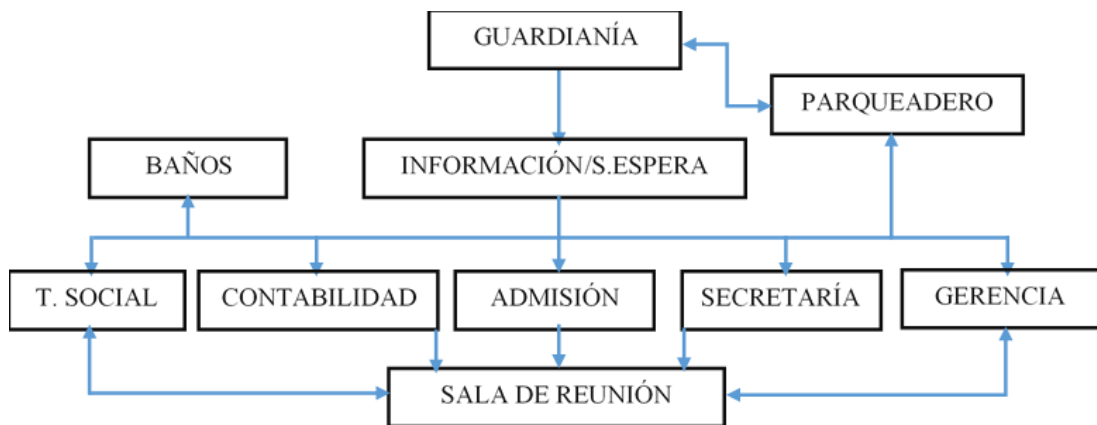 GUARDIANÍA
PARQUEADERO
BAÑOS
INFORMACIÓN/S.ESPERA
T. SOCIAL
CONTABILIDAD
ADMISIÓN
SECRETARÍA
GERENCIA
SALA DE REUNIÓN